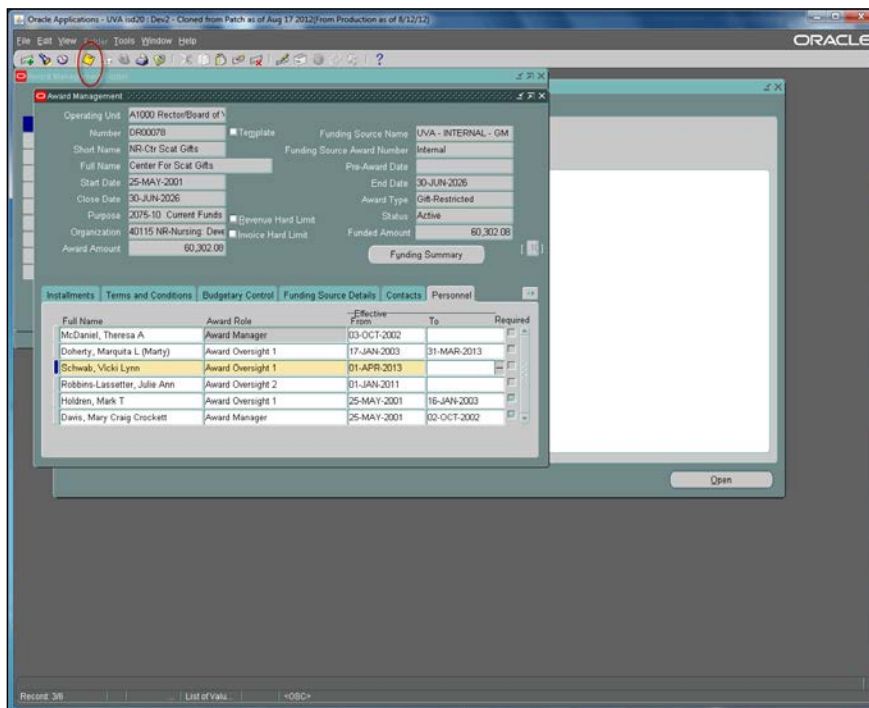 Oracle Applications - UVA isd20 : Dev2 - Cloned from Patch as of Aug 17 2012(From Production as of 8/12/12)
File Edit View Folder Tools Window Help
ORACLE
Award Management
Operating Unit A1000 Rector/Board of V
Number DR00078 Template Funding Source Name UVA - INTERNAL - GM
Short Name NR-Ctr Scat Gifts Funding Source Award Number Internal
Full Name Center For Scat Gifts Pre-Award Date
Start Date 25-MAY-2001 End Date 30-JUN-2026
Close Date 30-JUN-2026 Award Type Gift-Restricted
Purpose 2075-10 Current Funds Revenue Hard Limit Status Active
Organization 40115 NR-Nursing: Deve Invoice Hard Limit Funded Amount 60,302.08
Award Amount 60,302.08 Funding Summary
Installments Terms and Conditions Budgetary Control Funding Source Details Contacts Personnel
Effective
Full Name Award Role From To Required
McDaniel, Theresa A Award Manager 03-OCT-2002
Doherty, Marquita L (Marty) Award Oversight 1 17-JAN-2003 31-MAR-2013
Schwab, Vicki Lynn Award Oversight 1 01-APR-2013
Robbins-Lassetter, Julie Ann Award Oversight 2 01-JAN-2011
Holdren, Mark T Award Oversight 1 25-MAY-2001 16-JAN-2003
Davis, Mary Craig Crockett Award Manager 25-MAY-2001 02-OCT-2002
Open
Record: 3/6 ... List of Valu... <OSC>